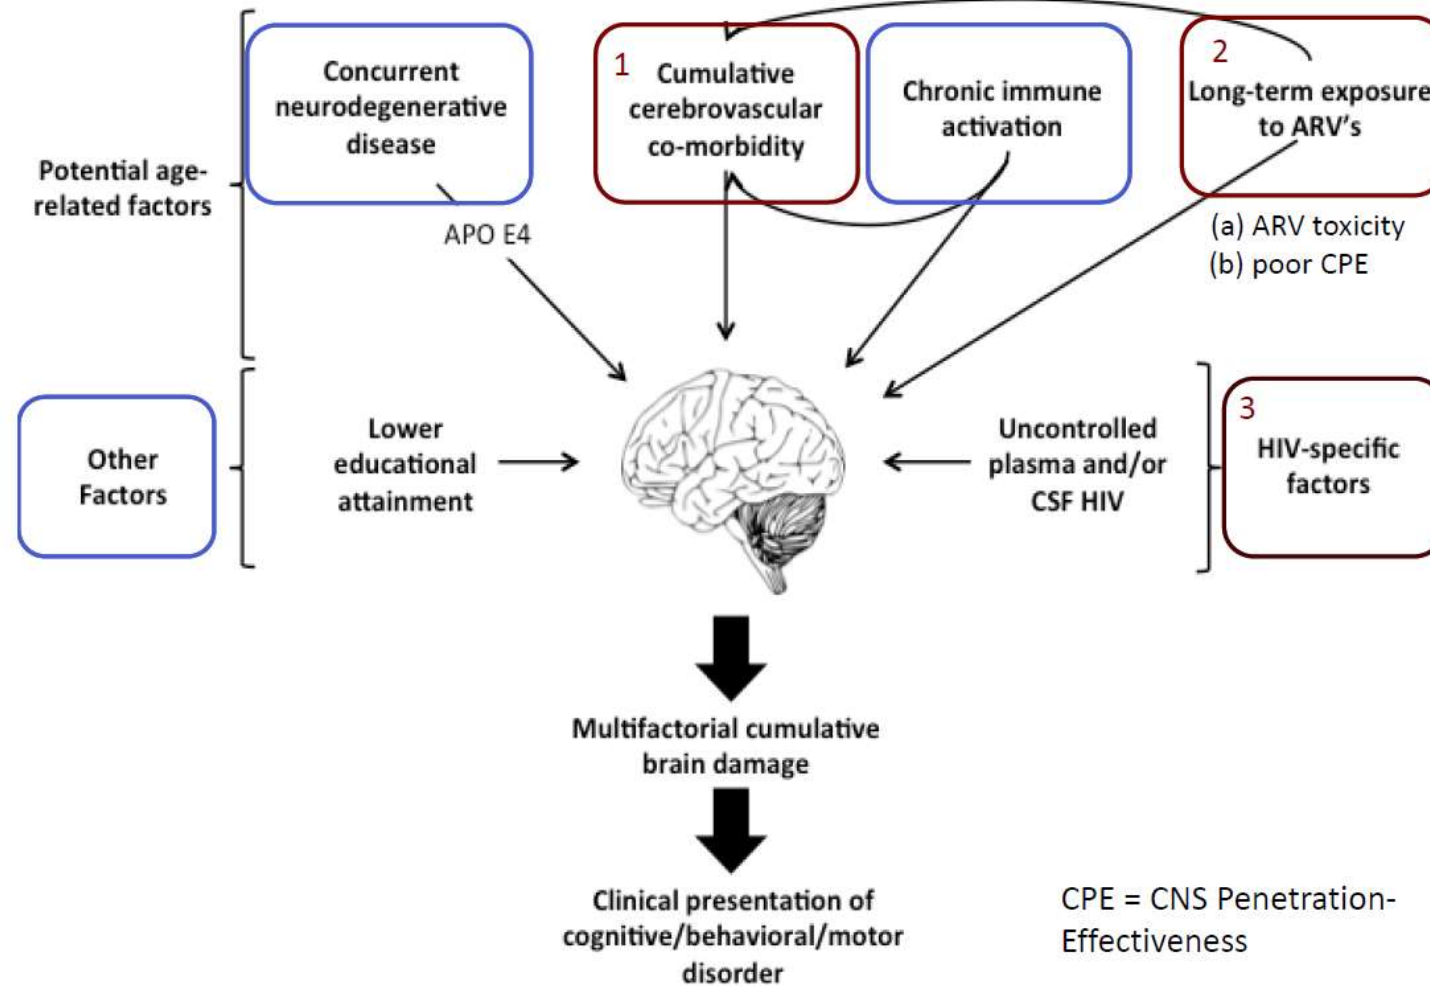 Concurrent
neurodegenerative
disease
1
Cumulative
cerebrovascular
co-morbidity
Chronic immune
activation
2
Long-term exposure
to ARV's
Potential age-
related factors
APO E4
(a) ARV toxicity
(b) poor CPE
Other
Factors
Lower
educational
attainment
Uncontrolled
plasma and/or
CSF HIV
3
HIV-specific
factors
Multifactorial cumulative
brain damage
Clinical presentation of
cognitive/behavioral/motor
disorder
CPE = CNS Penetration-
Effectiveness